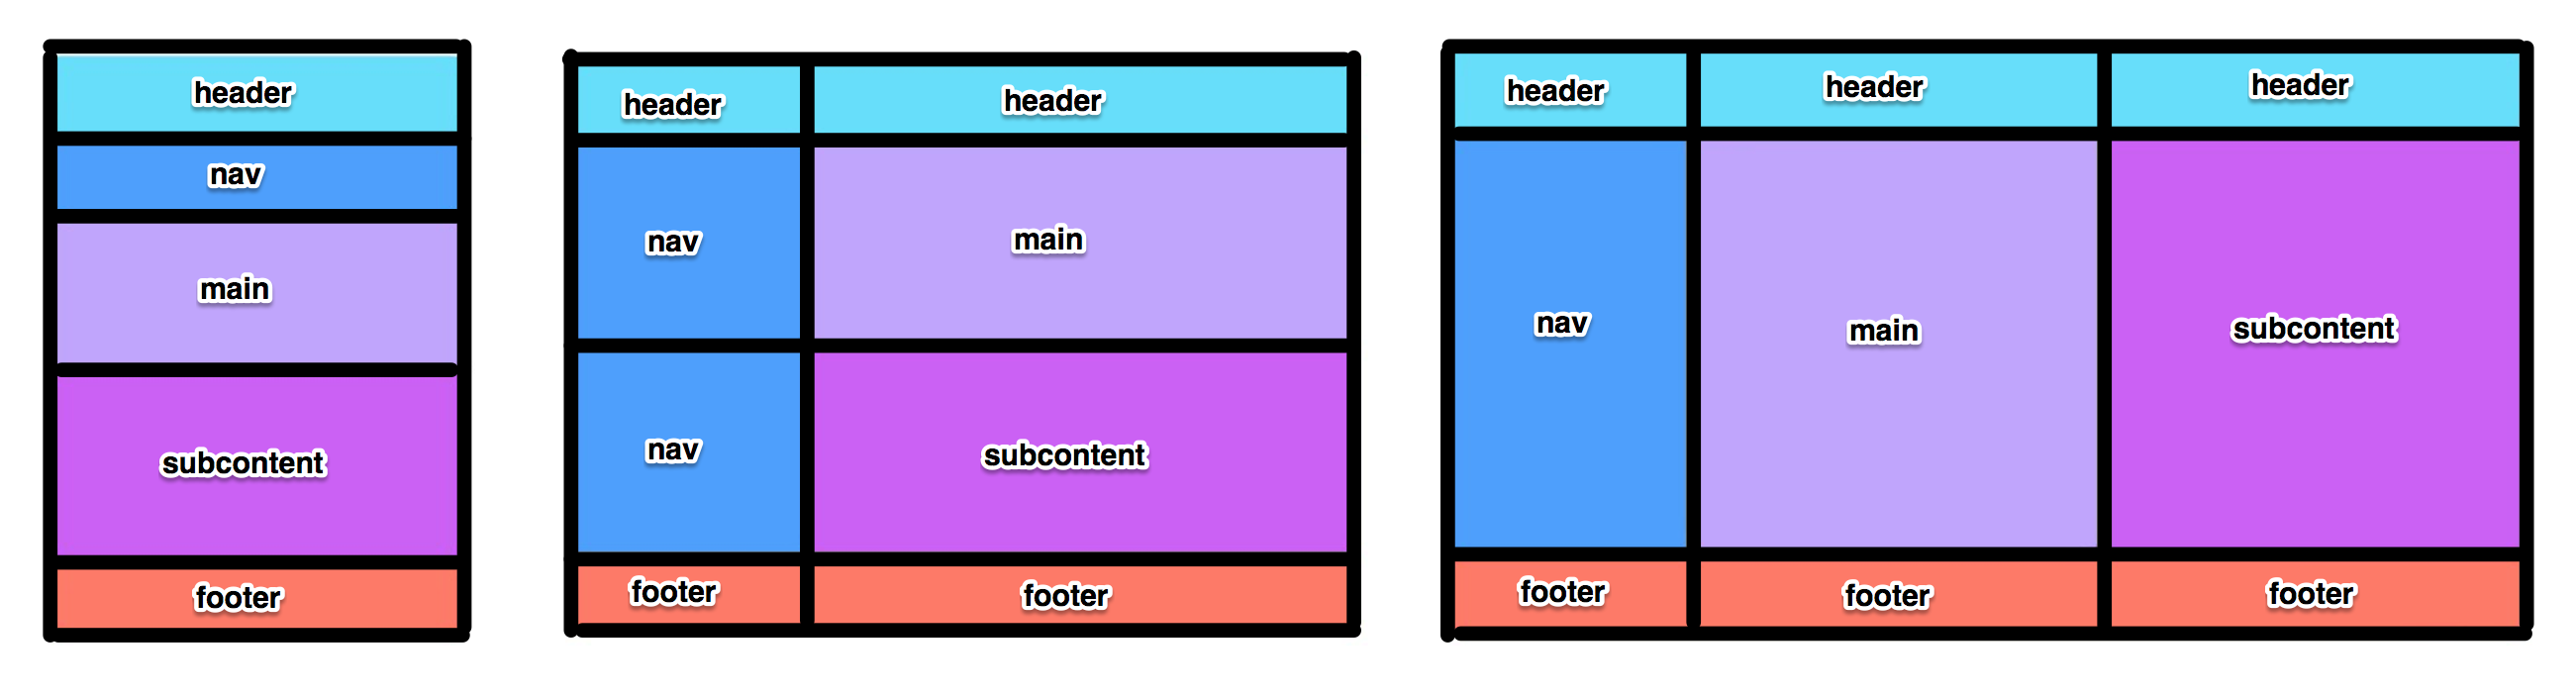 header
nav
main
subcontent
footer
header header
nav main
nav subcontent
footer footer
header header header
nav main subcontent
footer footer footer